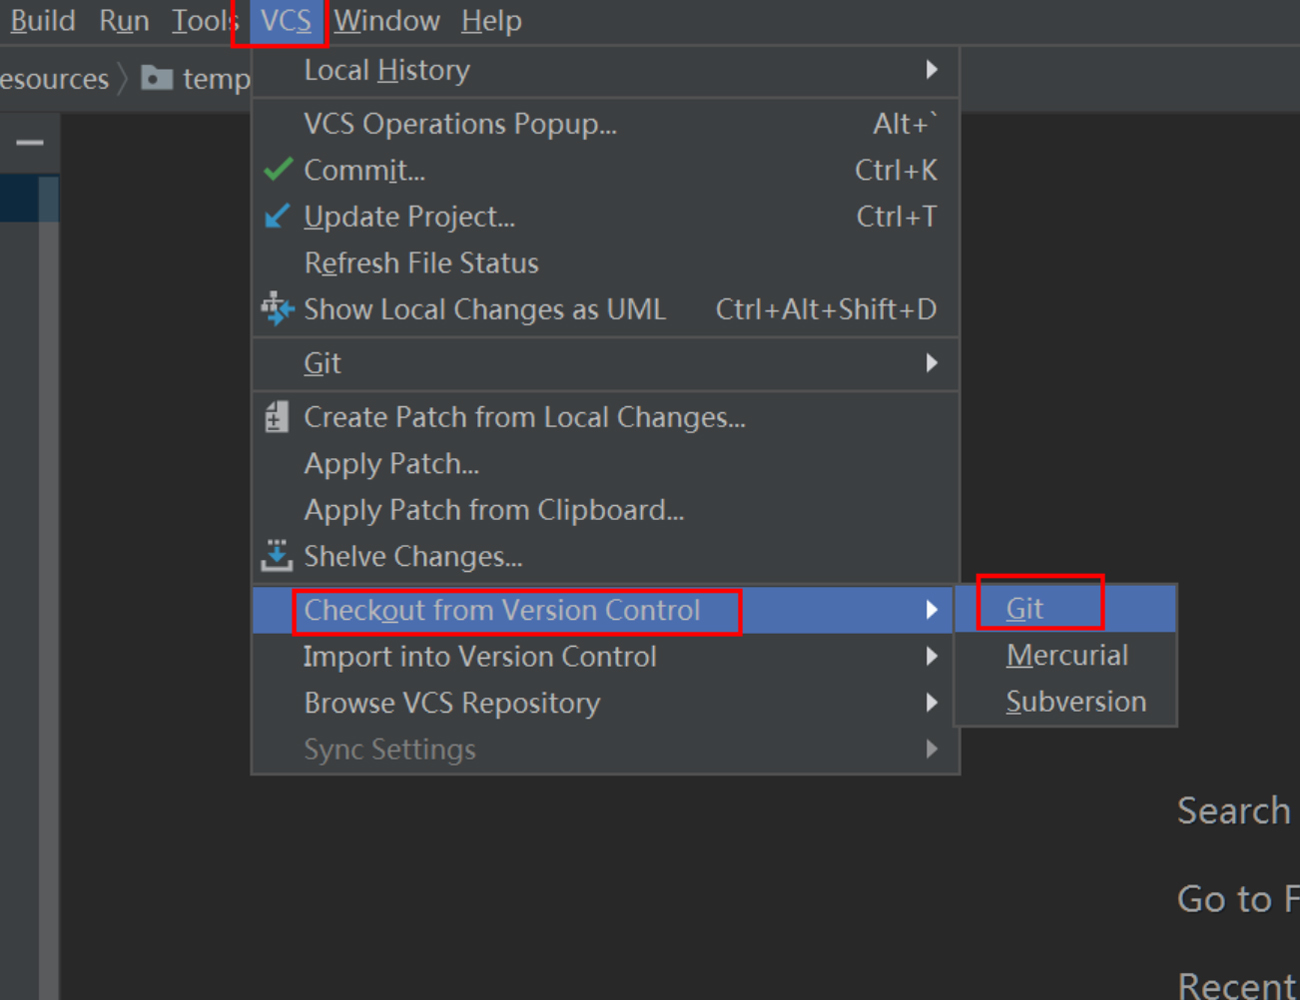 Build Run Tools VCS Window Help
esources temp
Local History
VCS Operations Popup... Alt+`
Commit... Ctrl+K
Update Project... Ctrl+T
Refresh File Status
Show Local Changes as UML Ctrl+Alt+Shift+D
Git
Create Patch from Local Changes...
Apply Patch...
Apply Patch from Clipboard...
Shelve Changes...
Checkout from Version Control Git
Import into Version Control Mercurial
Browse VCS Repository Subversion
Sync Settings
Search
Go to F
Recent